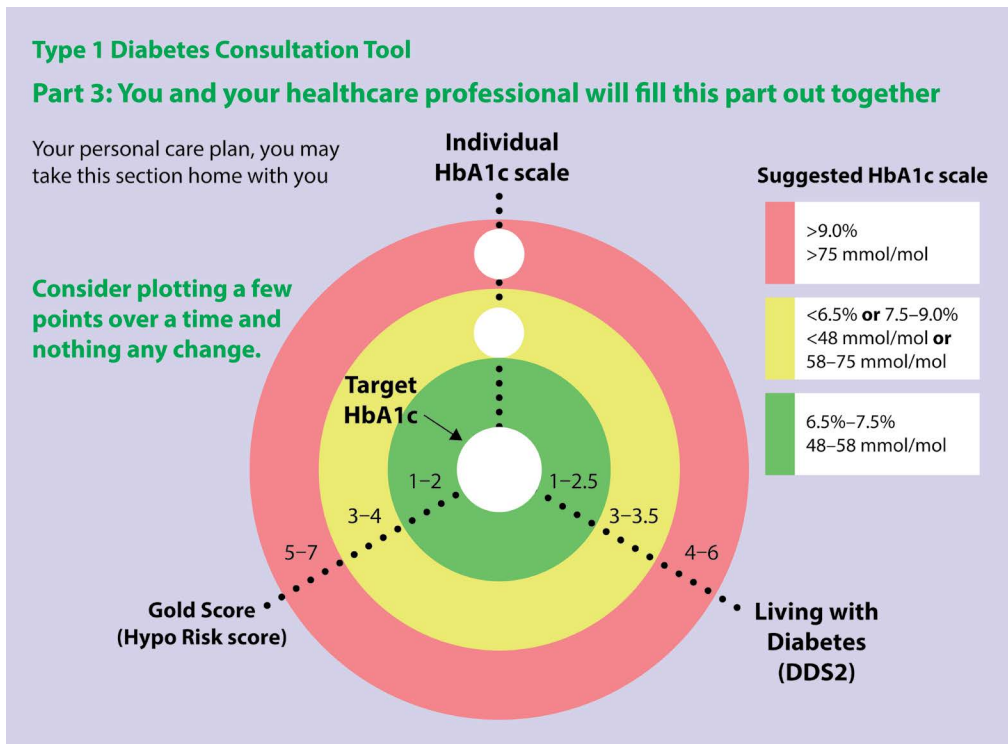 Type 1 Diabetes Consultation Tool
Part 3: You and your healthcare professional will fill this part out together
Your personal care plan, you may
take this section home with you
Individual
HbA1c scale
Suggested HbA1c scale
>9.0%
>75 mmol/mol
<6.5% or 7.5–9.0%
<48 mmol/mol or
58–75 mmol/mol
6.5%–7.5%
48–58 mmol/mol
Consider plotting a few
points over a time and
nothing any change.
Target
HbA1c
1–2
1–2.5
3–4
3–3.5
5–7
4–6
Gold Score
(Hypo Risk score)
Living with
Diabetes
(DDS2)